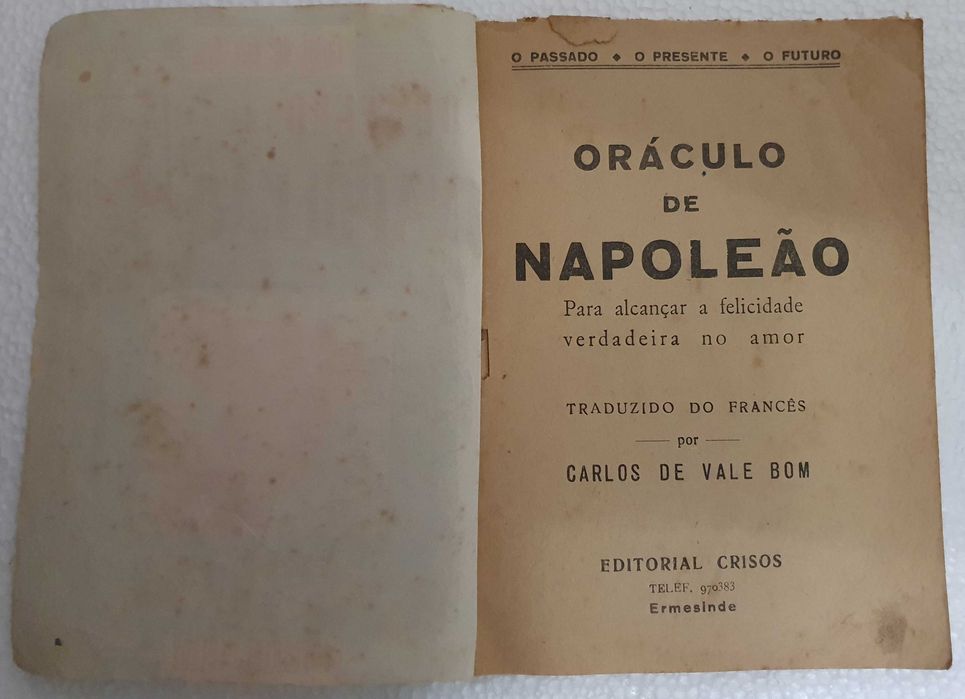 O PASSADO ◆ O PRESENTE ◆ O FUTURO
ORÁCULO
DE
NAPOLEÃO
Para alcançar a felicidade
verdadeira no amor
TRADUZIDO DO FRANCÊS
por
CARLOS DE VALE BOM
EDITORIAL CRISOS
TELEF. 970383
Ermesinde